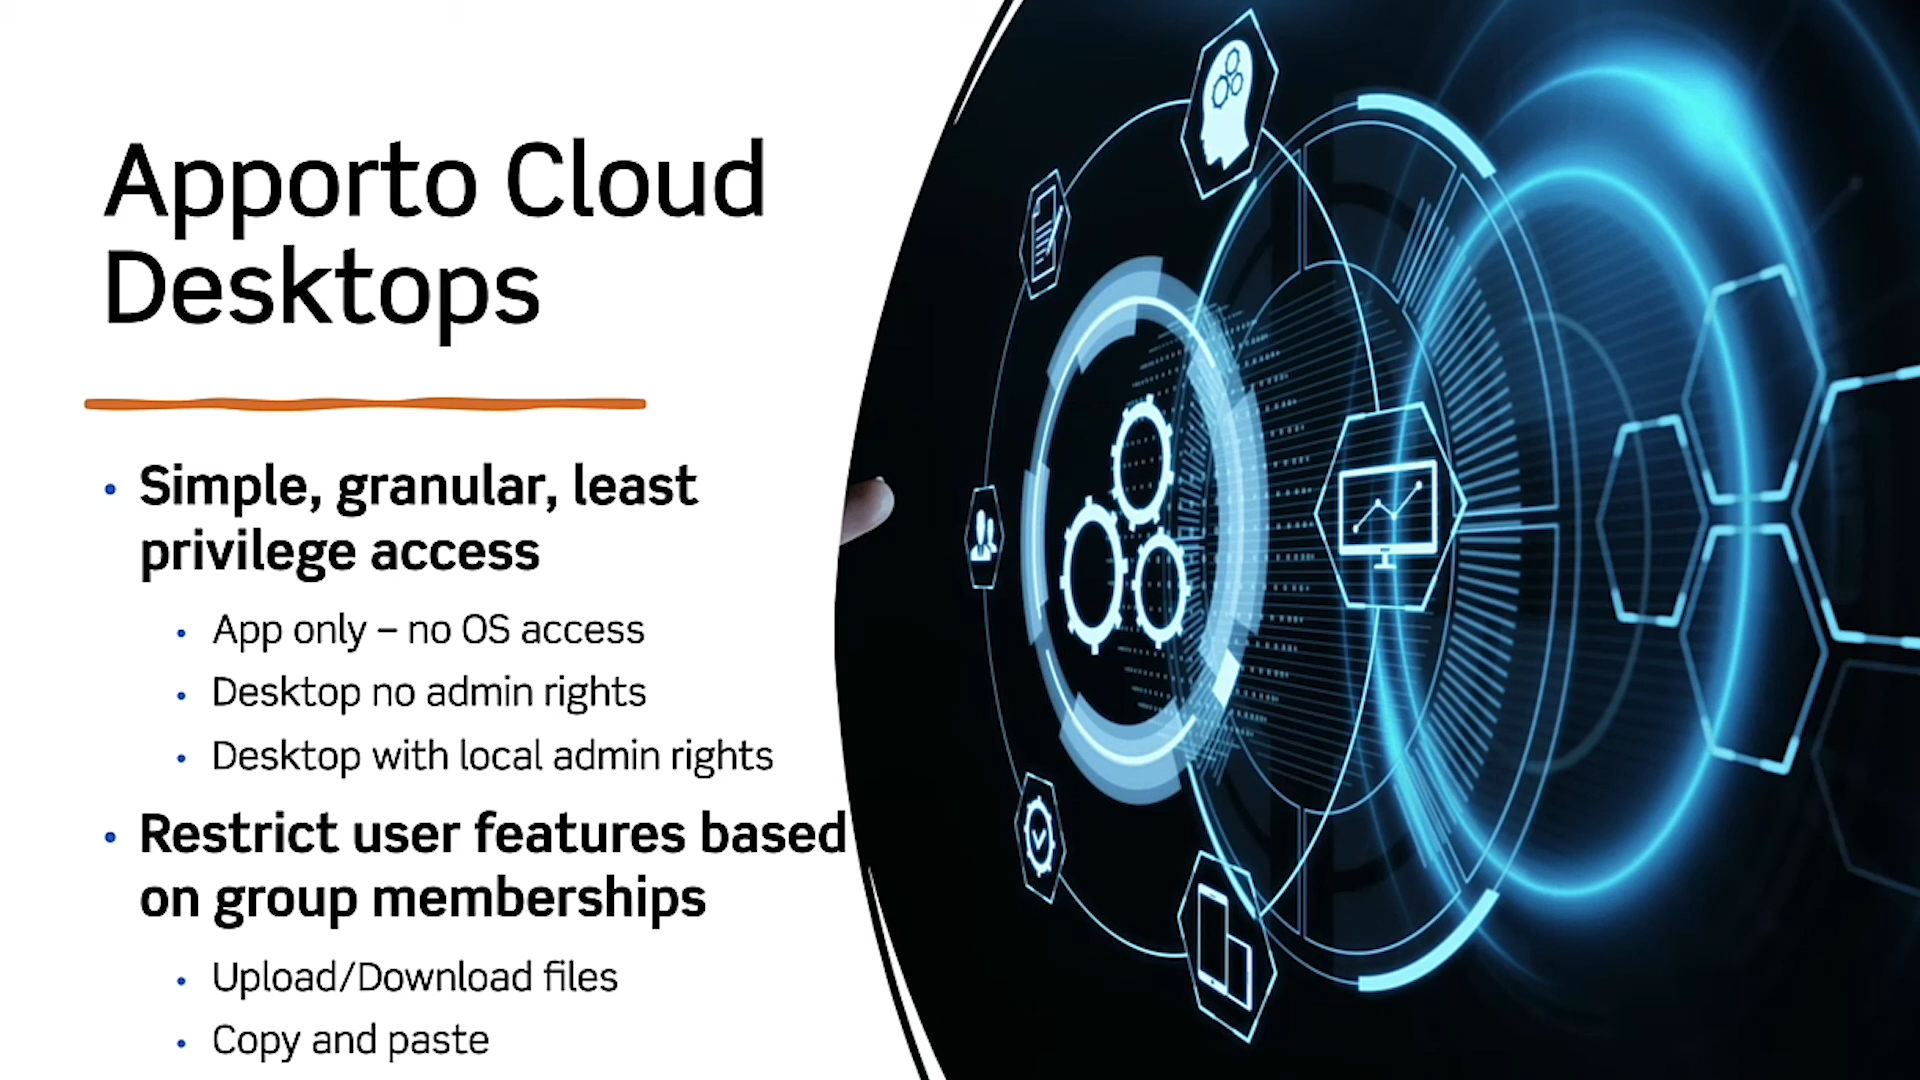 Apporto Cloud
Desktops
• Simple, granular, least
privilege access
• App only – no OS access
• Desktop no admin rights
• Desktop with local admin rights
• Restrict user features based
on group memberships
• Upload/Download files
• Copy and paste